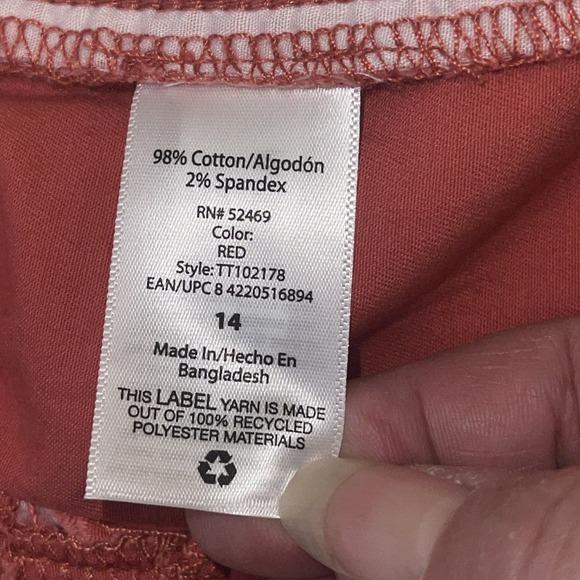 98% Cotton/Algodón
2% Spandex
RN# 52469
Color:
RED
Style: TT102178
EAN/UPC 8 4220516894
14
Made In/Hecho En
Bangladesh
THIS LABEL YARN IS MADE
OUT OF 100% RECYCLED
POLYESTER MATERIALS